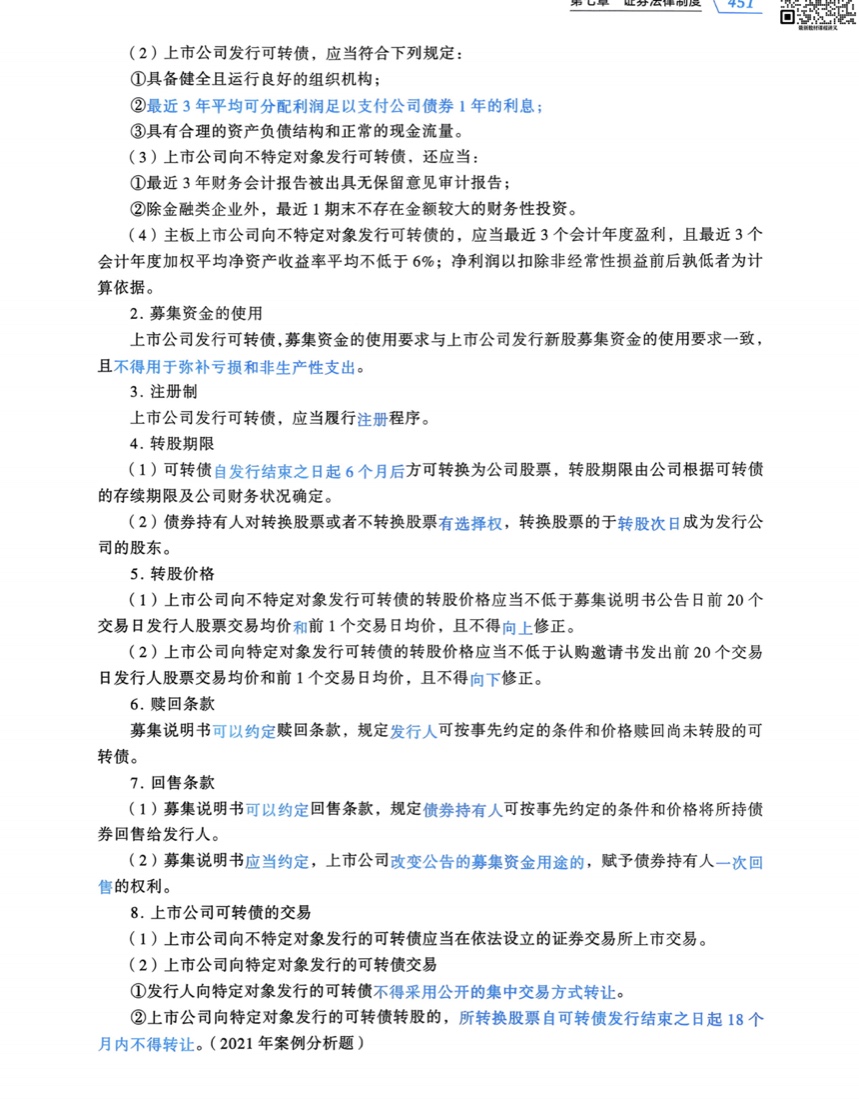 第七章 证券法律制度 451
（2）上市公司发行可转债，应当符合下列规定：
①具备健全且运行良好的组织机构；
②最近 3 年平均可分配利润足以支付公司债券 1 年的利息；
③具有合理的资产负债结构和正常的现金流量。
（3）上市公司向不特定对象发行可转债，还应当：
①最近 3 年财务会计报告被出具无保留意见审计报告；
②除金融类企业外，最近 1 期末不存在金额较大的财务性投资。
（4）主板上市公司向不特定对象发行可转债的，应当最近 3 个会计年度盈利，且最近 3 个
会计年度加权平均净资产收益率平均不低于 6%；净利润以扣除非经常性损益前后孰低者为计
算依据。
2. 募集资金的使用
上市公司发行可转债，募集资金的使用要求与上市公司发行新股募集资金的使用要求一致，
且不得用于弥补亏损和非生产性支出。
3. 注册制
上市公司发行可转债，应当履行注册程序。
4. 转股期限
（1）可转债自发行结束之日起 6 个月后方可转换为公司股票，转股期限由公司根据可转债
的存续期限及公司财务状况确定。
（2）债券持有人对转换股票或者不转换股票有选择权，转换股票的于转股次日成为发行公
司的股东。
5. 转股价格
（1）上市公司向不特定对象发行可转债的转股价格应当不低于募集说明书公告日前 20 个
交易日发行人股票交易均价和前 1 个交易日均价，且不得向上修正。
（2）上市公司向特定对象发行可转债的转股价格应当不低于认购邀请书发出前 20 个交易
日发行人股票交易均价和前 1 个交易日均价，且不得向下修正。
6. 赎回条款
募集说明书可以约定赎回条款，规定发行人可按事先约定的条件和价格赎回尚未转股的可
转债。
7. 回售条款
（1）募集说明书可以约定回售条款，规定债券持有人可按事先约定的条件和价格将所持债
券回售给发行人。
（2）募集说明书应当约定，上市公司改变公告的募集资金用途的，赋予债券持有人一次回
售的权利。
8. 上市公司可转债的交易
（1）上市公司向不特定对象发行的可转债应当在依法设立的证券交易所上市交易。
（2）上市公司向特定对象发行的可转债交易
①发行人向特定对象发行的可转债不得采用公开的集中交易方式转让。
②上市公司向特定对象发行的可转债转股的，所转换股票自可转债发行结束之日起 18 个
月内不得转让。（2021 年案例分析题）